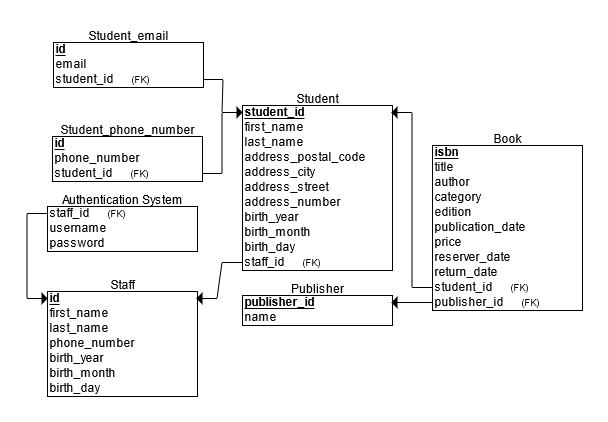 Student_email
id
email
student_id (FK)
Student_phone_number
id
phone_number
student_id (FK)
Authentication System
staff_id (FK)
username
password
Staff
id
first_name
last_name
phone_number
birth_year
birth_month
birth_day
Student
student_id
first_name
last_name
address_postal_code
address_city
address_street
address_number
birth_year
birth_month
birth_day
staff_id (FK)
Publisher
publisher_id
name
Book
isbn
title
author
category
edition
publication_date
price
reserver_date
return_date
student_id (FK)
publisher_id (FK)